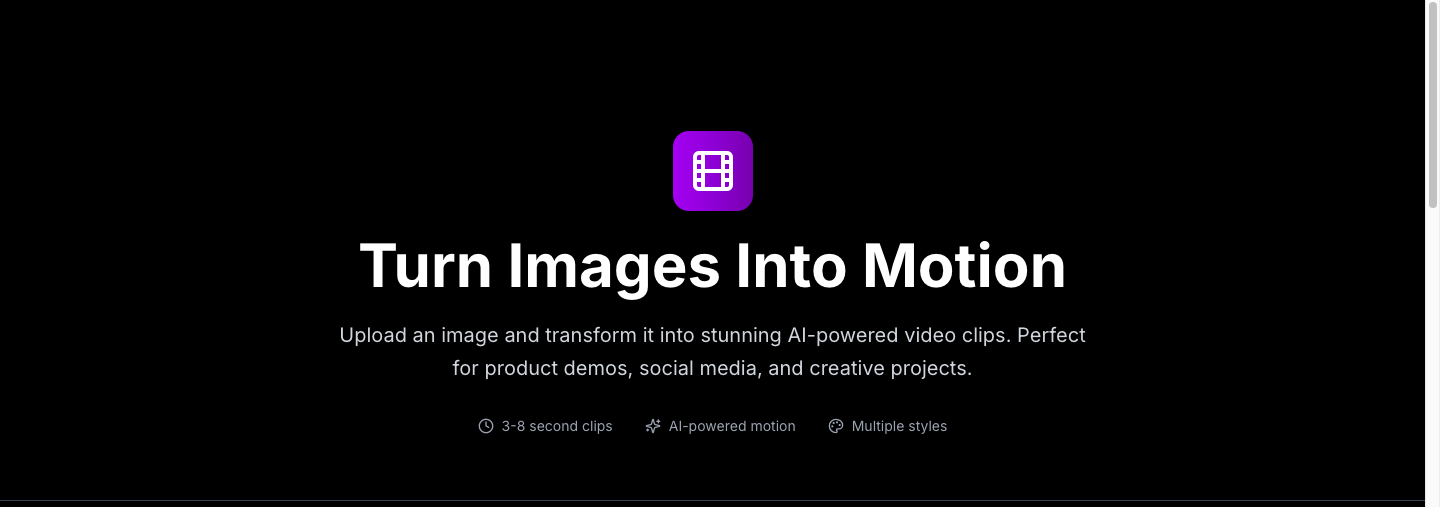 Turn Images Into Motion
Upload an image and transform it into stunning AI-powered video clips. Perfect
for product demos, social media, and creative projects.
3-8 second clips
AI-powered motion
Multiple styles